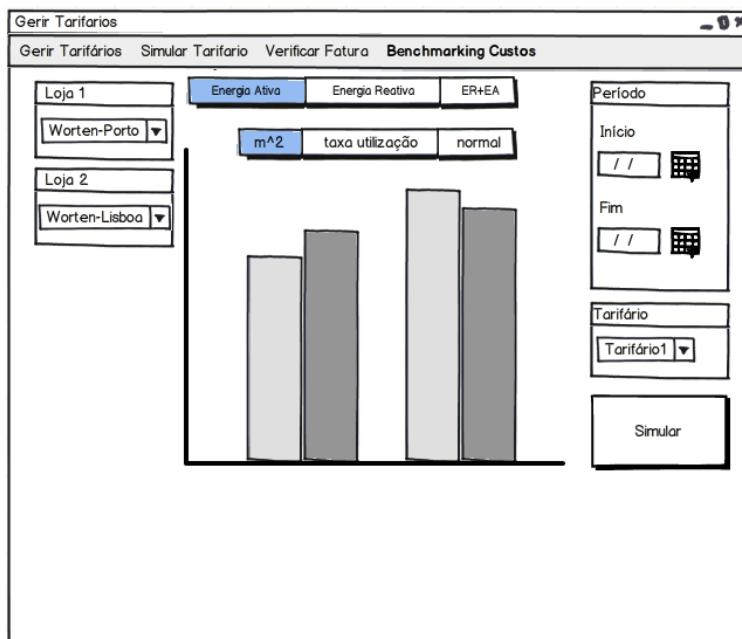 Gerir Tarifarios
Gerir Tarifários Simular Tarifario Verificar Fatura Benchmarking Custos
Loja 1
Worten-Porto
Loja 2
Worten-Lisboa
Energia Ativa Energia Reativa ER+EA
m^2 taxa utilização normal
Período
Início
/ /
Fim
/ /
Tarifário
Tarifário1
Simular